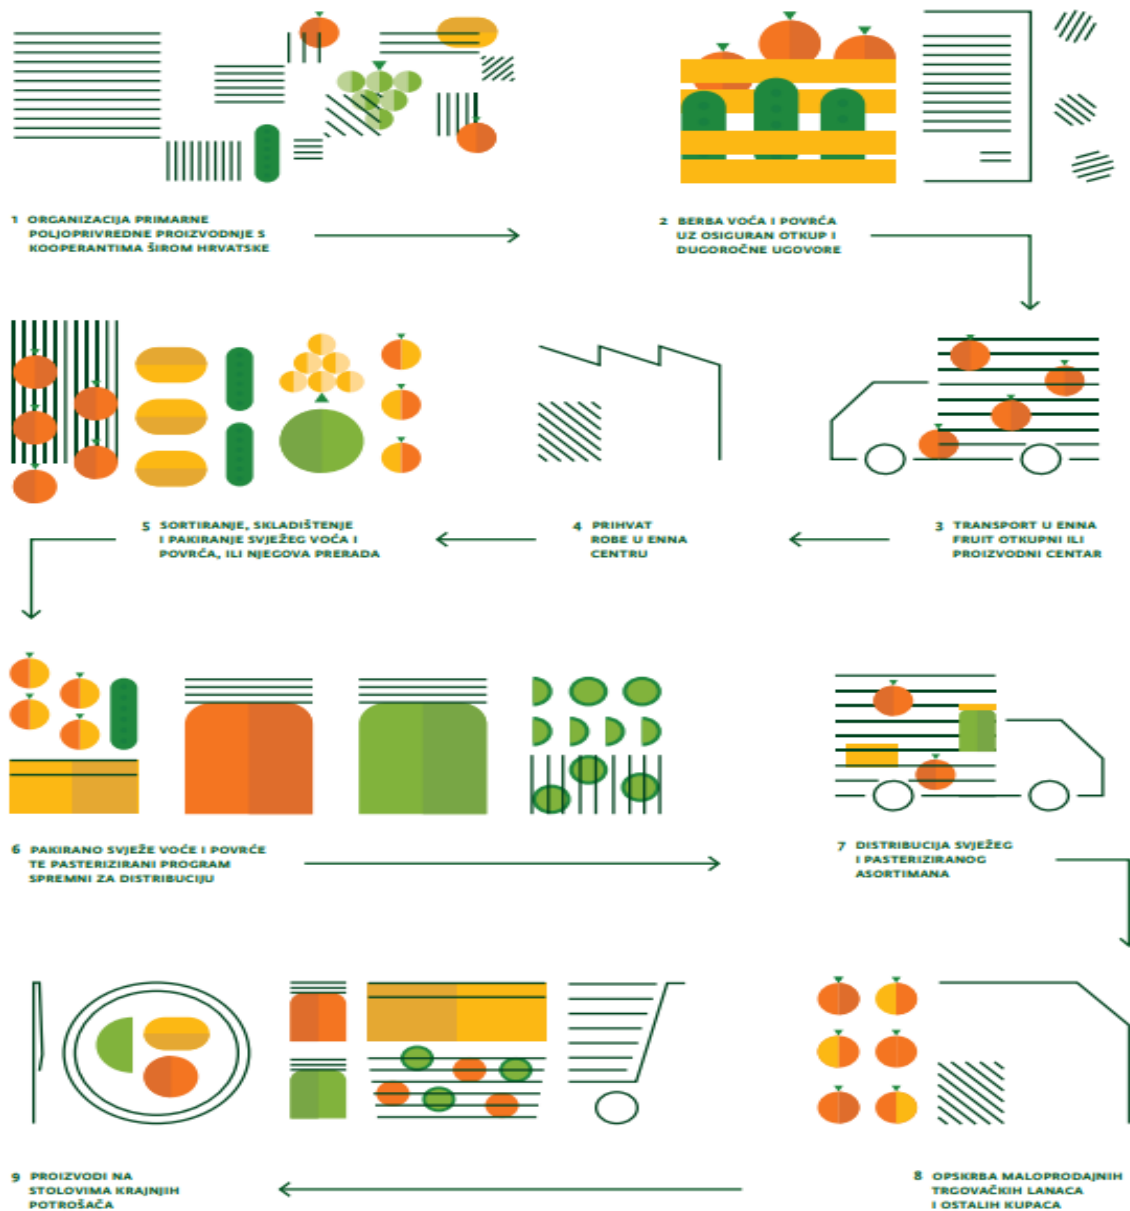 1 ORGANIZACIJA PRIMARNE
POLJOPRIVREDNE PROIZVODNJE S
KOOPERANTIMA ŠIROM HRVATSKE
2 BERBA VOĆA I POVRĆA
UZ OSIGURAN OTKUP I
DUGOROČNE UGOVORE
3 TRANSPORT U ENNA
FRUIT OTKUPNI ILI
PROIZVODNI CENTAR
4 PRIHVAT
ROBE U ENNA
CENTRU
5 SORTIRANJE, SKLADIŠTENJE
I PAKIRANJE SVJEŽEG VOĆA I
POVRĆA, ILI NJEGOVA PRERADA
6 PAKIRANO SVJEŽE VOĆE I POVRĆE
TE PASTERIZIRANI PROGRAM
SPREMNI ZA DISTRIBUCIJU
7 DISTRIBUCIJA SVJEŽEG
I PASTERIZIRANOG
ASORTIMANA
8 OPSKRBA MALOPRODAJNIH
TRGOVAČKIH LANACA
I OSTALIH KUPACA
9 PROIZVODI NA
STOLOVIMA KRAJNJIH
POTROŠAČA